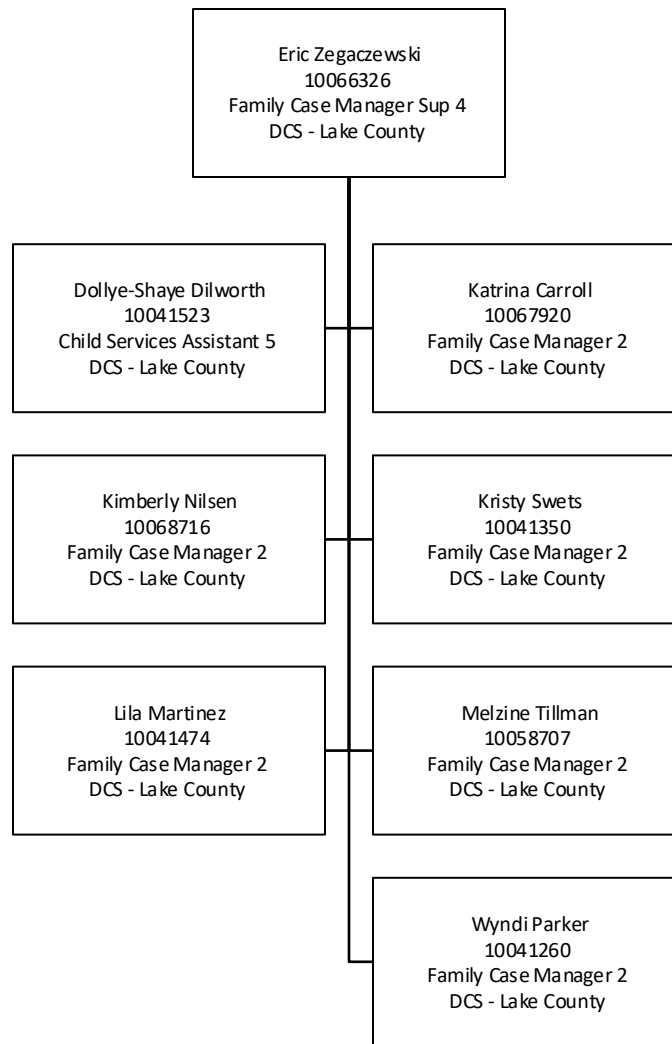 Eric Zegaczewski
10066326
Family Case Manager Sup 4
DCS - Lake County
Dollye-Shaye Dilworth
10041523
Child Services Assistant 5
DCS - Lake County
Katrina Carroll
10067920
Family Case Manager 2
DCS - Lake County
Kimberly Nilsen
10068716
Family Case Manager 2
DCS - Lake County
Kristy Swets
10041350
Family Case Manager 2
DCS - Lake County
Lila Martinez
10041474
Family Case Manager 2
DCS - Lake County
Melzine Tillman
10058707
Family Case Manager 2
DCS - Lake County
Wyndi Parker
10041260
Family Case Manager 2
DCS - Lake County